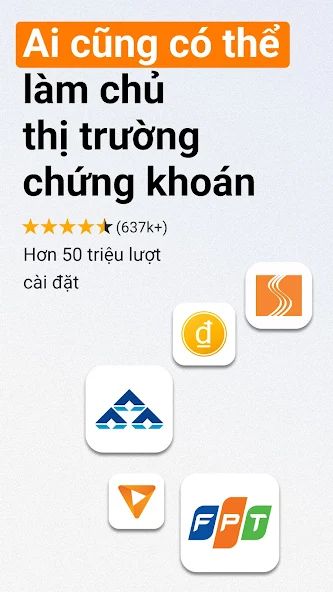 Ai cũng có thể
làm chủ
thị trường
chứng khoán
(637k+)
Hơn 50 triệu lượt
cài đặt
đ
FPT